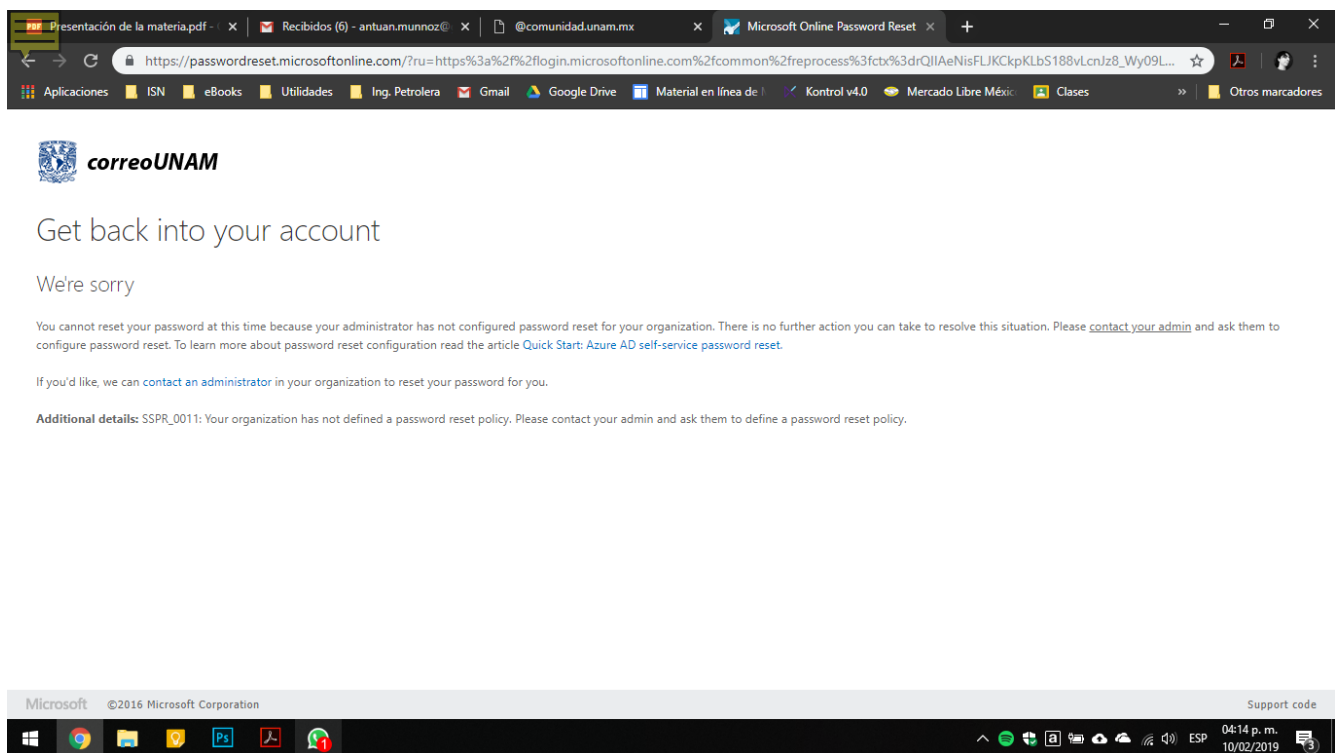 PDF Presentación de la materia.pdf - (
Recibidos (6) - antuan.munnoz@
@comunidad.unam.mx
Microsoft Online Password Reset
https://passwordreset.microsoftonline.com/?ru=https%3a%2f%2flogin.microsoftonline.com%2fcommon%2freprocess%3fctx%3drQIIAeNisFLJKCkpKLbS188vLcnJz8_Wy09L...
Aplicaciones ISN eBooks Utilidades Ing. Petrolera Gmail Google Drive Material en línea de Kontrol v4.0 Mercado Libre Méxic Clases » Otros marcadores
correoUNAM
Get back into your account
We're sorry
You cannot reset your password at this time because your administrator has not configured password reset for your organization. There is no further action you can take to resolve this situation. Please contact your admin and ask them to
configure password reset. To learn more about password reset configuration read the article Quick Start: Azure AD self-service password reset.
If you'd like, we can contact an administrator in your organization to reset your password for you.
Additional details: SSPR_0011: Your organization has not defined a password reset policy. Please contact your admin and ask them to define a password reset policy.
Microsoft ©2016 Microsoft Corporation Support code
Ps 1 a ESP 04:14 p. m.
10/02/2019 3